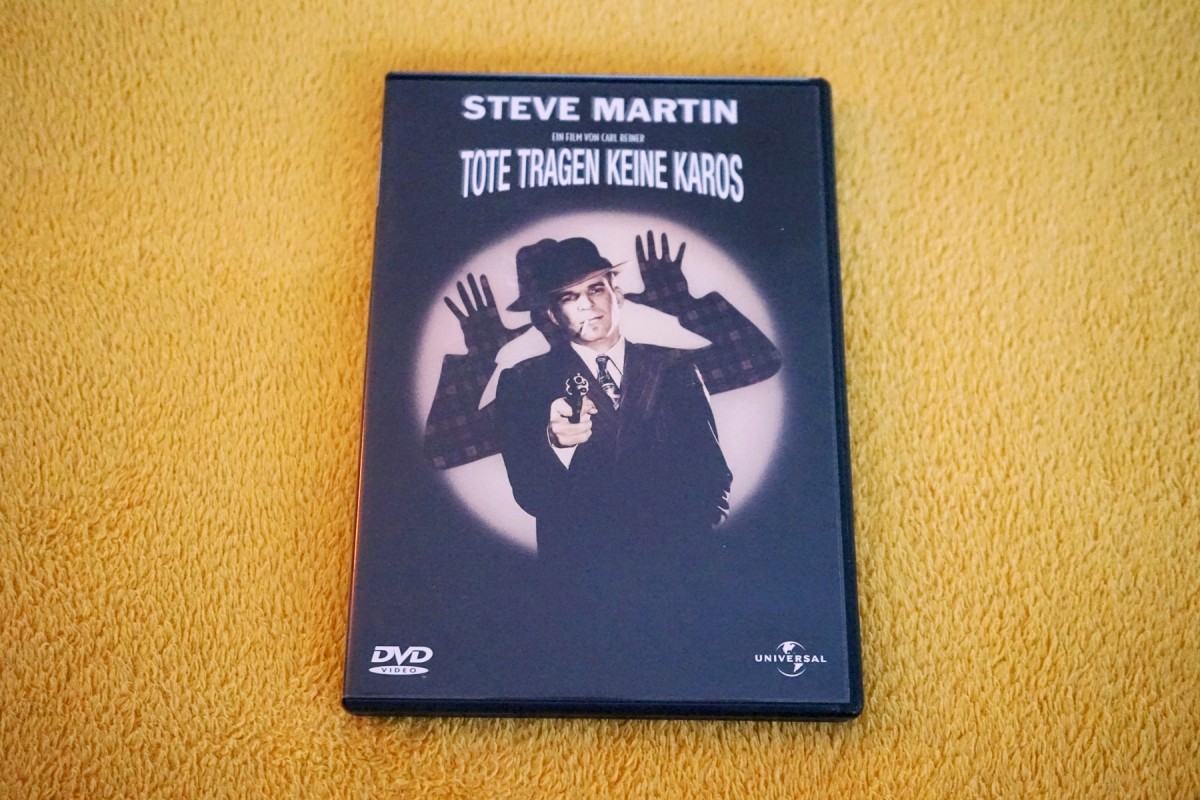 STEVE MARTIN
EIN FILM VON CARL REINER
TOTE TRAGEN KEINE KAROS
DVD
VIDEO
UNIVERSAL